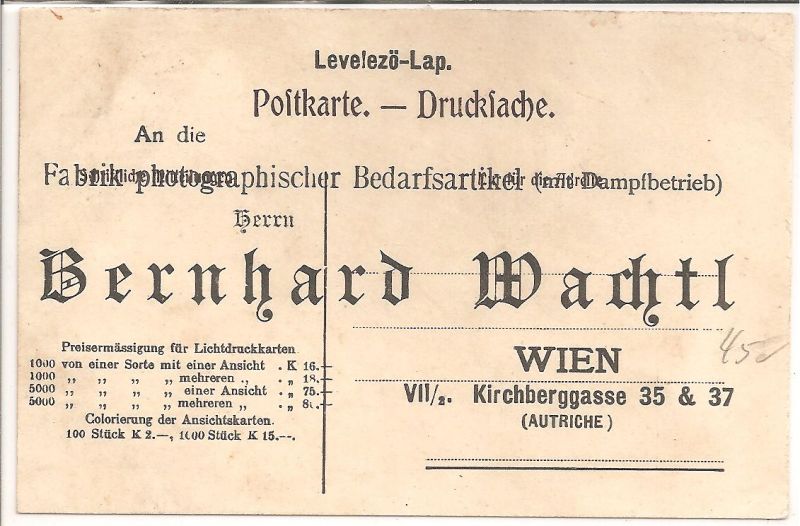 Levelezö-Lap.
Poſtkarte. — Druckſache.
An die
Fabrik photographischer Bedarfsartikel (mit Dampfbetrieb)
Herrn
Bernhard Wachtl
Preisermässigung für Lichtdruckkarten
1000 von einer Sorte mit einer Ansicht . K 16.—
1000 „ „ „ „ mehreren „ . „ 18.—
5000 „ „ „ „ einer Ansicht . „ 75.—
5000 „ „ „ „ mehreren „ . „
Colorierung der Ansichtskarten.
100 Stück K 2.—, 1000 Stück K 15.—.
WIEN
VII/2. Kirchberggasse 35 & 37
(AUTRICHE)